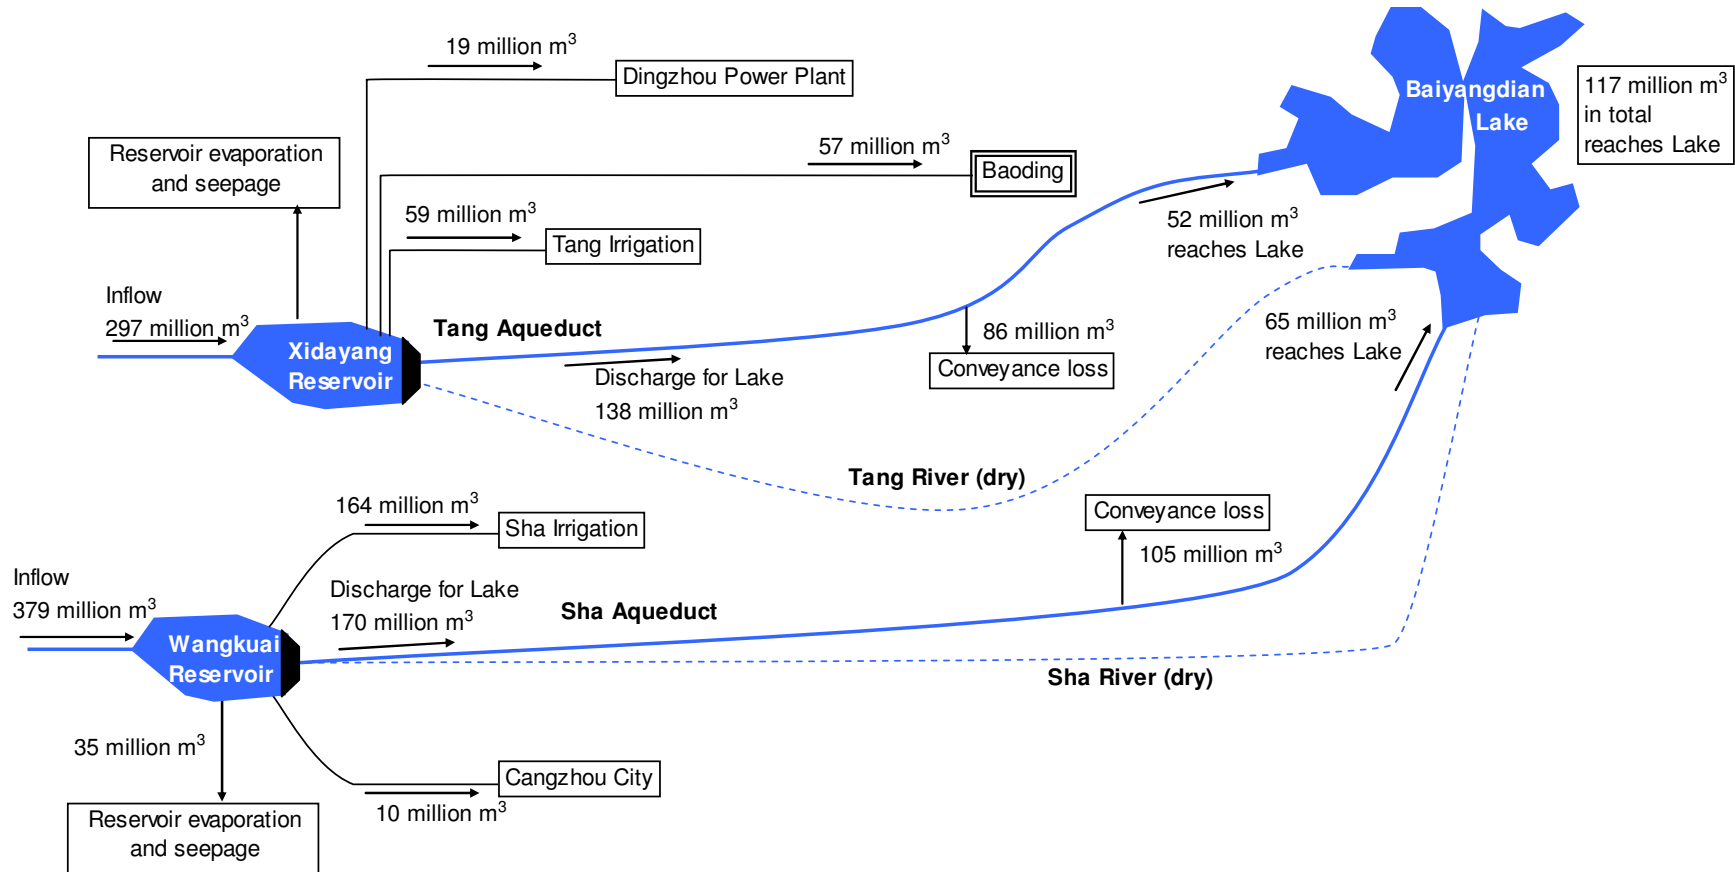 19 million m³
Dingzhou Power Plant
Baiyangdian
Lake
117 million m³
in total
reaches Lake
Reservoir evaporation
and seepage
57 million m³
Baoding
59 million m³
Tang Irrigation
52 million m³
reaches Lake
Inflow
297 million m³
Xidayang
Reservoir
Tang Aqueduct
Discharge for Lake
138 million m³
86 million m³
Conveyance loss
65 million m³
reaches Lake
Tang River (dry)
164 million m³
Sha Irrigation
Conveyance loss
105 million m³
Inflow
379 million m³
Discharge for Lake
170 million m³
Sha Aqueduct
Wangkuai
Reservoir
Sha River (dry)
35 million m³
Reservoir evaporation
and seepage
Cangzhou City
10 million m³